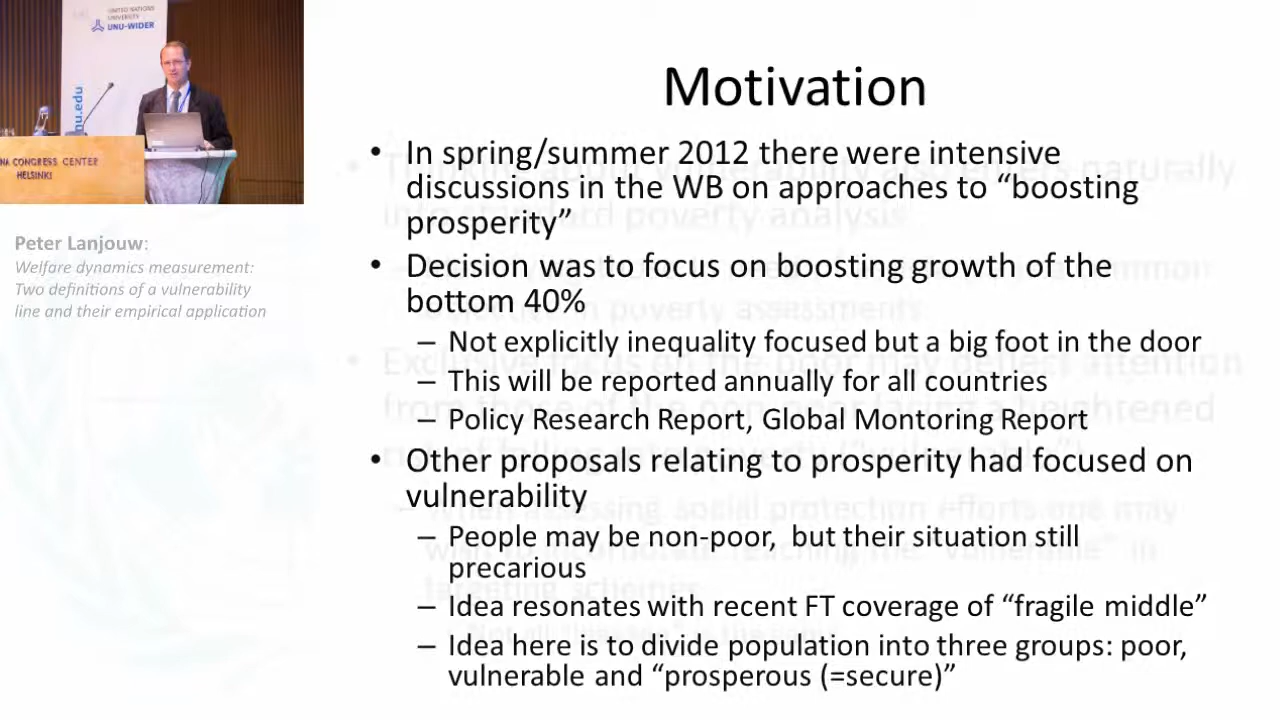 UNITED NATIONS
UNIVERSITY
UNU-WIDER
nu.edu
NA CONGRESS CENTER
HELSINKI
Peter Lanjouw:
Welfare dynamics measurement:
Two definitions of a vulnerability
line and their empirical application
Motivation
• In spring/summer 2012 there were intensive
discussions in the WB on approaches to “boosting
prosperity”
• Decision was to focus on boosting growth of the
bottom 40%
– Not explicitly inequality focused but a big foot in the door
– This will be reported annually for all countries
– Policy Research Report, Global Montoring Report
• Other proposals relating to prosperity had focused on
vulnerability
– People may be non-poor, but their situation still
precarious
– Idea resonates with recent FT coverage of “fragile middle”
– Idea here is to divide population into three groups: poor,
vulnerable and “prosperous (=secure)”